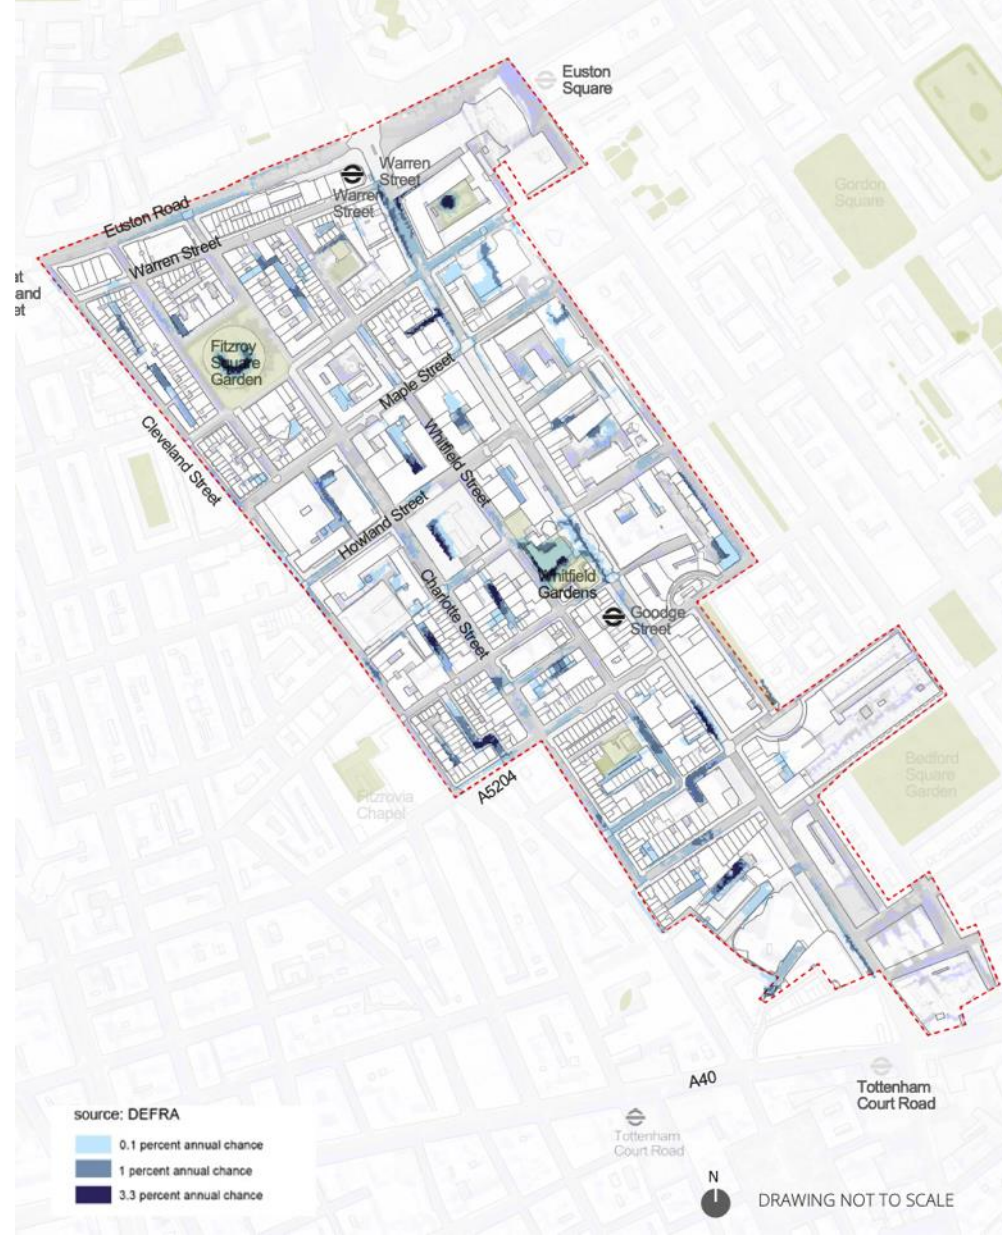 Euston
Square
Warren
Street
Warren
Street
Gordon
Square
Euston Road
Warren Street
at
and
et
Fitzroy
Square
Garden
Maple Street
Cleveland Street
Whitfield Street
Howland Street
Whitfield
Gardens
Charlotte Street
Goodge
Street
Bedford
Square
Garden
A5204
Fitzrovia
Chapel
A40
Tottenham
Court Road
Tottenham
Court Road
source: DEFRA
0.1 percent annual chance
1 percent annual chance
3.3 percent annual chance
N
DRAWING NOT TO SCALE